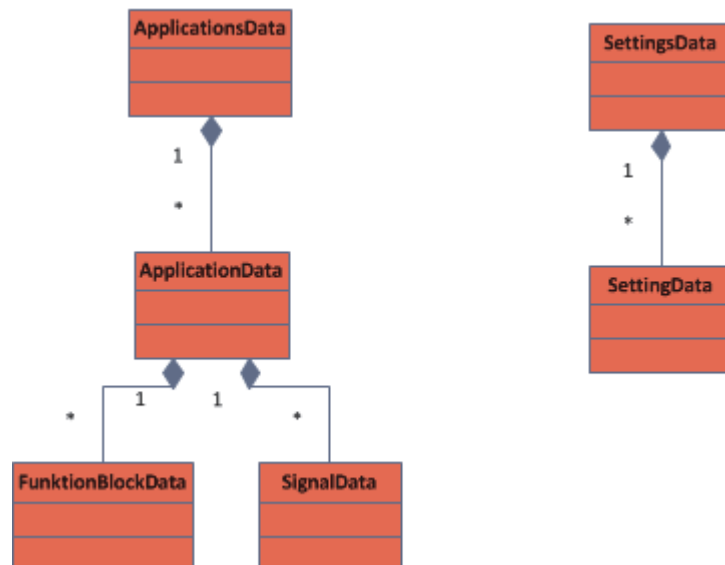 ApplicationsData
1
*
ApplicationData
1
*
1
*
FunktionBlockData
SignalData
SettingsData
1
*
SettingData